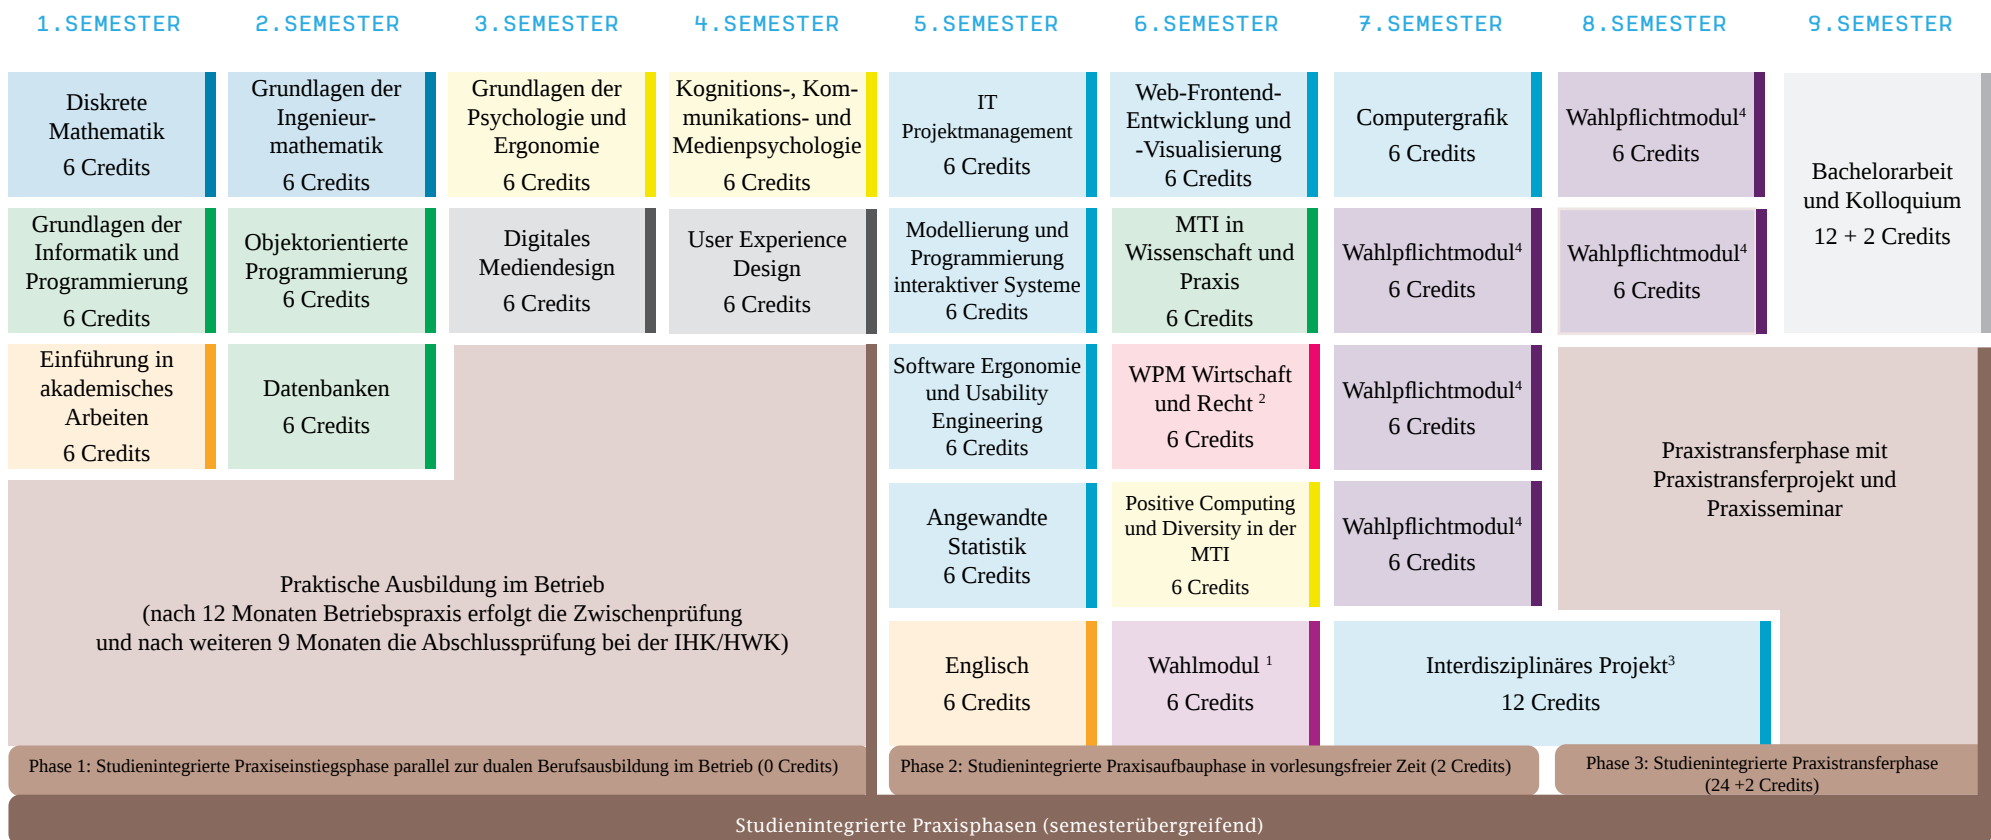 1.SEMESTER
2.SEMESTER
3.SEMESTER
4.SEMESTER
5.SEMESTER
6.SEMESTER
7.SEMESTER
8.SEMESTER
9.SEMESTER
Diskrete
Mathematik
6 Credits
Grundlagen der
Ingenieur-
mathematik
6 Credits
Grundlagen der
Psychologie und
Ergonomie
6 Credits
Kognitions-, Kom-
munikations- und
Medienpsychologie
6 Credits
IT
Projektmanagement
6 Credits
Web-Frontend-
Entwicklung und
-Visualisierung
6 Credits
Computergrafik
6 Credits
Wahlpflichtmodul⁴
6 Credits
Bachelorarbeit
und Kolloquium
12 + 2 Credits
Grundlagen der
Informatik und
Programmierung
6 Credits
Objektorientierte
Programmierung
6 Credits
Digitales
Mediendesign
6 Credits
User Experience
Design
6 Credits
Modellierung und
Programmierung
interaktiver Systeme
6 Credits
MTI in
Wissenschaft und
Praxis
6 Credits
Wahlpflichtmodul⁴
6 Credits
Wahlpflichtmodul⁴
6 Credits
Einführung in
akademisches
Arbeiten
6 Credits
Datenbanken
6 Credits
Software Ergonomie
und Usability
Engineering
6 Credits
WPM Wirtschaft
und Recht ²
6 Credits
Wahlpflichtmodul⁴
6 Credits
Praxistransferphase mit
Praxistransferprojekt und
Praxisseminar
Praktische Ausbildung im Betrieb
(nach 12 Monaten Betriebspraxis erfolgt die Zwischenprüfung
und nach weiteren 9 Monaten die Abschlussprüfung bei der IHK/HWK)
Angewandte
Statistik
6 Credits
Positive Computing
und Diversity in der
MTI
6 Credits
Wahlpflichtmodul⁴
6 Credits
Englisch
6 Credits
Wahlmodul ¹
6 Credits
Interdisziplinäres Projekt³
12 Credits
Phase 1: Studienintegrierte Praxiseinstiegsphase parallel zur dualen Berufsausbildung im Betrieb (0 Credits)
Phase 2: Studienintegrierte Praxisaufbauphase in vorlesungsfreier Zeit (2 Credits)
Phase 3: Studienintegrierte Praxistransferphase
(24 +2 Credits)
Studienintegrierte Praxisphasen (semesterübergreifend)